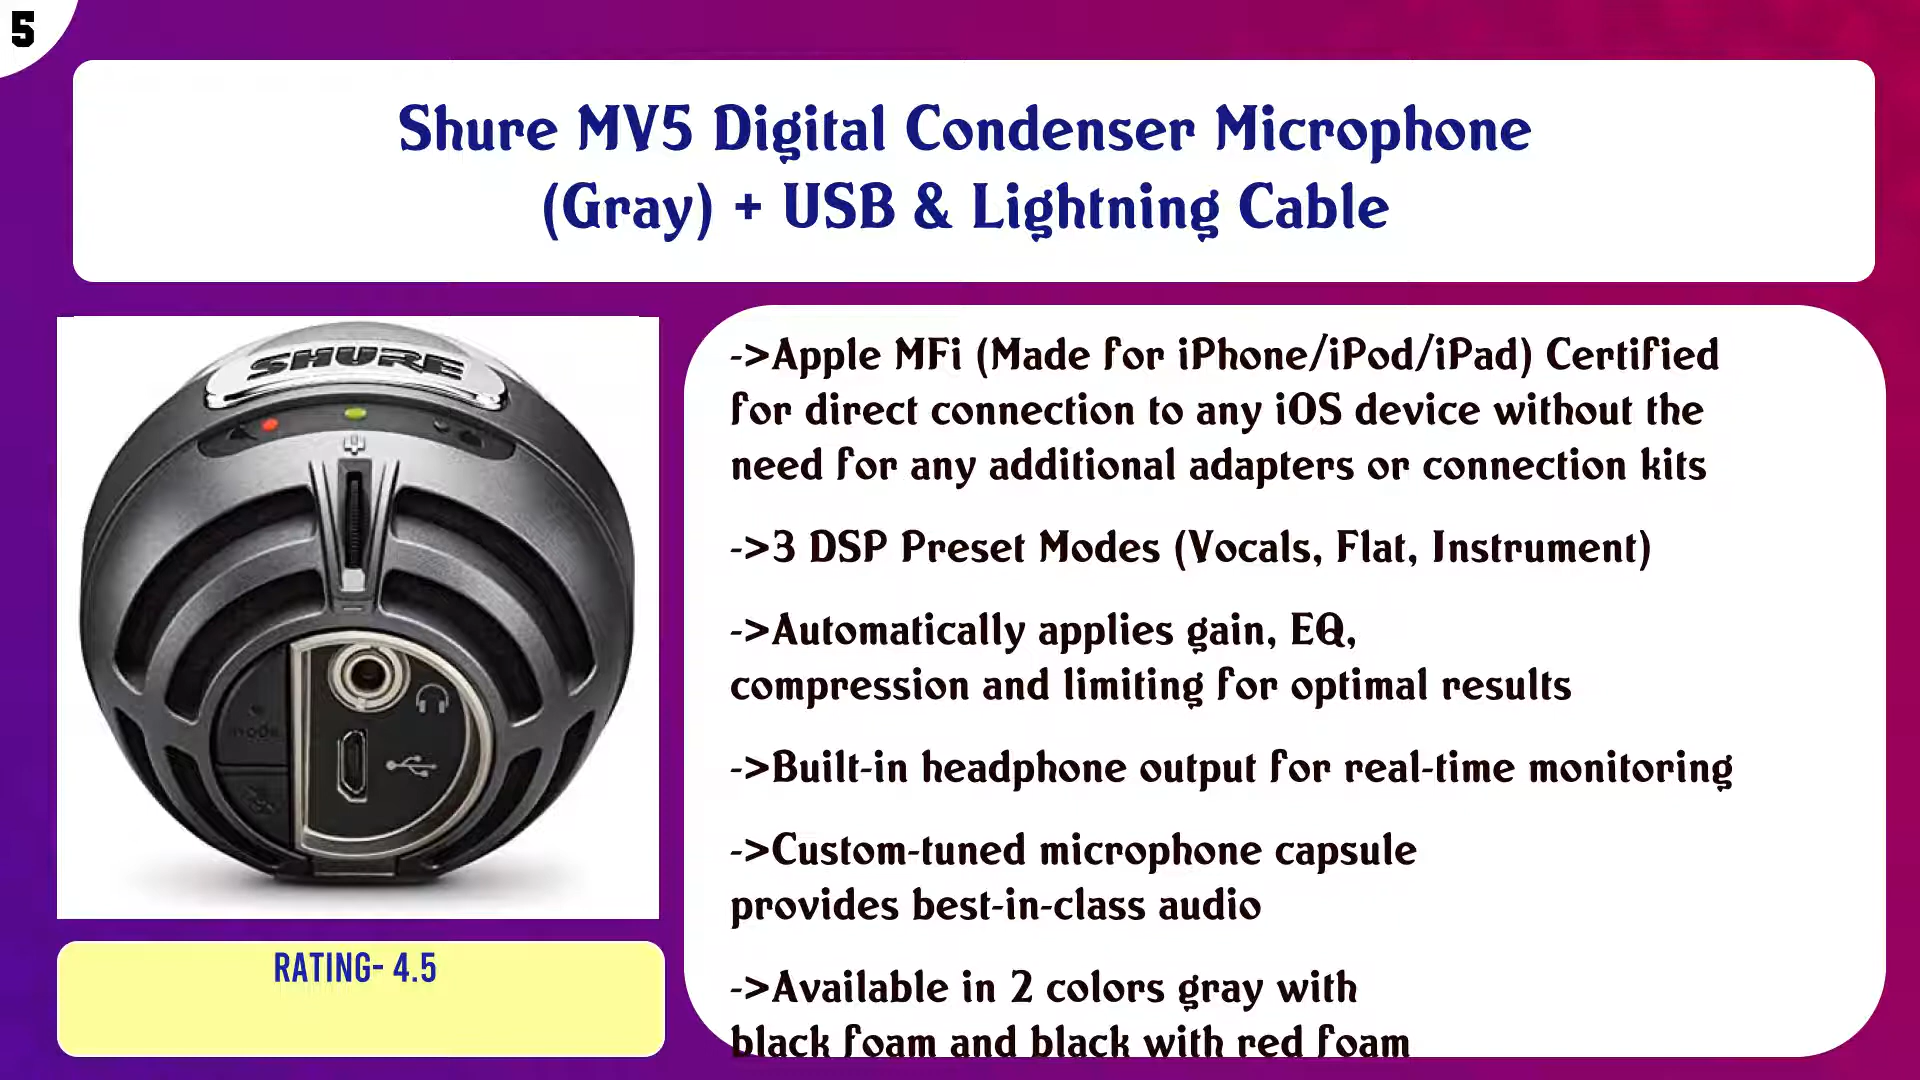 5
Shure MV5 Digital Condenser Microphone
(Gray) + USB & Lightning Cable
SHURE
->Apple MFi (Made for iPhone/iPod/iPad) Certified
for direct connection to any iOS device without the
need for any additional adapters or connection kits
->3 DSP Preset Modes (Vocals, Flat, Instrument)
->Automatically applies gain, EQ,
compression and limiting for optimal results
->Built-in headphone output for real-time monitoring
->Custom-tuned microphone capsule
provides best-in-class audio
->Available in 2 colors gray with
black foam and black with red foam
mode
RATING- 4.5